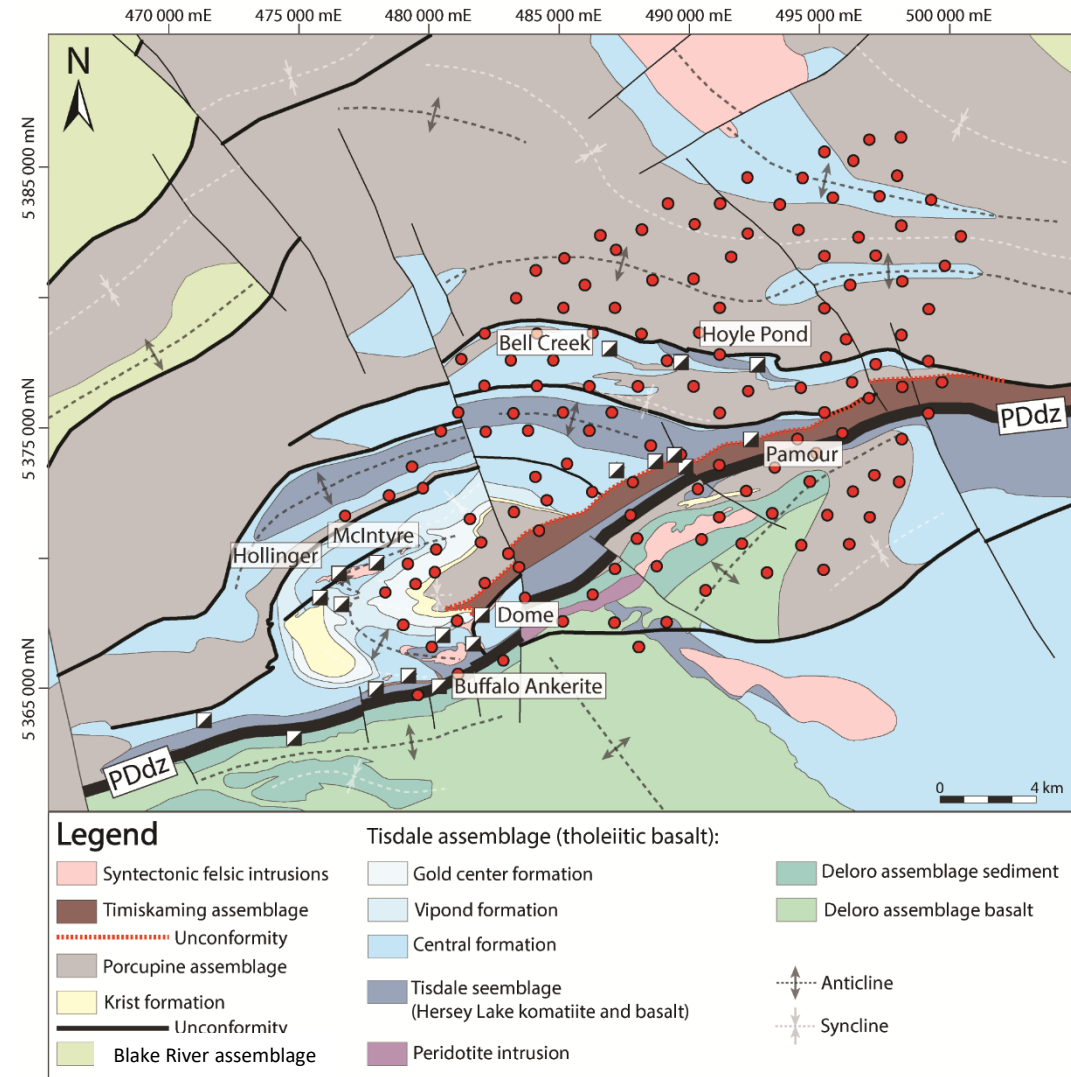 470 000 mE 475 000 mE 480 000 mE 485 000 mE 490 000 mE 495 000 mE 500 000 mE
N
5 385 000 mN
5 375 000 mN
5 365 000 mN
Bell Creek
Hoyle Pond
PDdz
Pamour
McIntyre
Hollinger
Dome
Buffalo Ankerite
PDdz
0 4 km
Legend
Syntectonic felsic intrusions
Timiskaming assemblage
Unconformity
Porcupine assemblage
Krist formation
Unconformity
Blake River assemblage
Tisdale assemblage (tholeiitic basalt):
Gold center formation
Vipond formation
Central formation
Tisdale seemblage
(Hersey Lake komatiite and basalt)
Peridotite intrusion
Deloro assemblage sediment
Deloro assemblage basalt
Anticline
Syncline